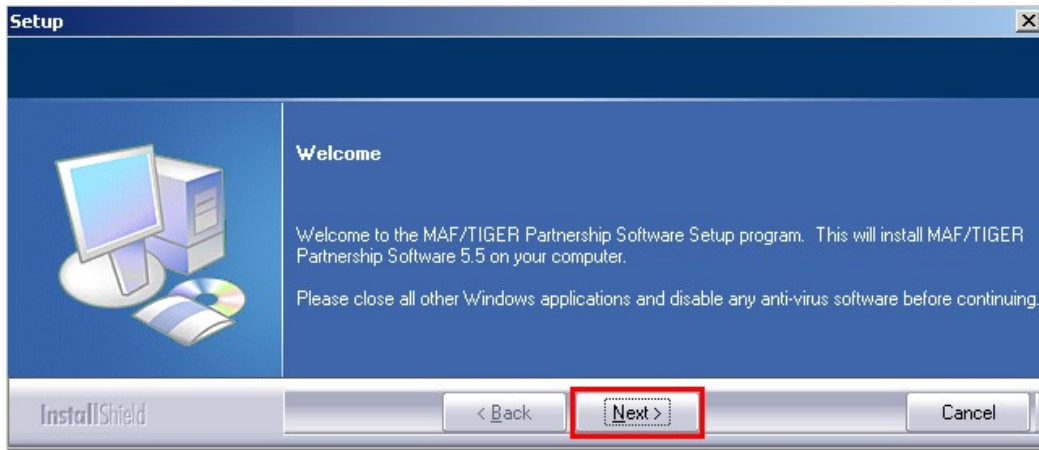 Setup
Welcome
Welcome to the MAF/TIGER Partnership Software Setup program.  This will install MAF/TIGER
Partnership Software 5.5 on your computer.
Please close all other Windows applications and disable any anti-virus software before continuing.
InstallShield
< Back
Next >
Cancel